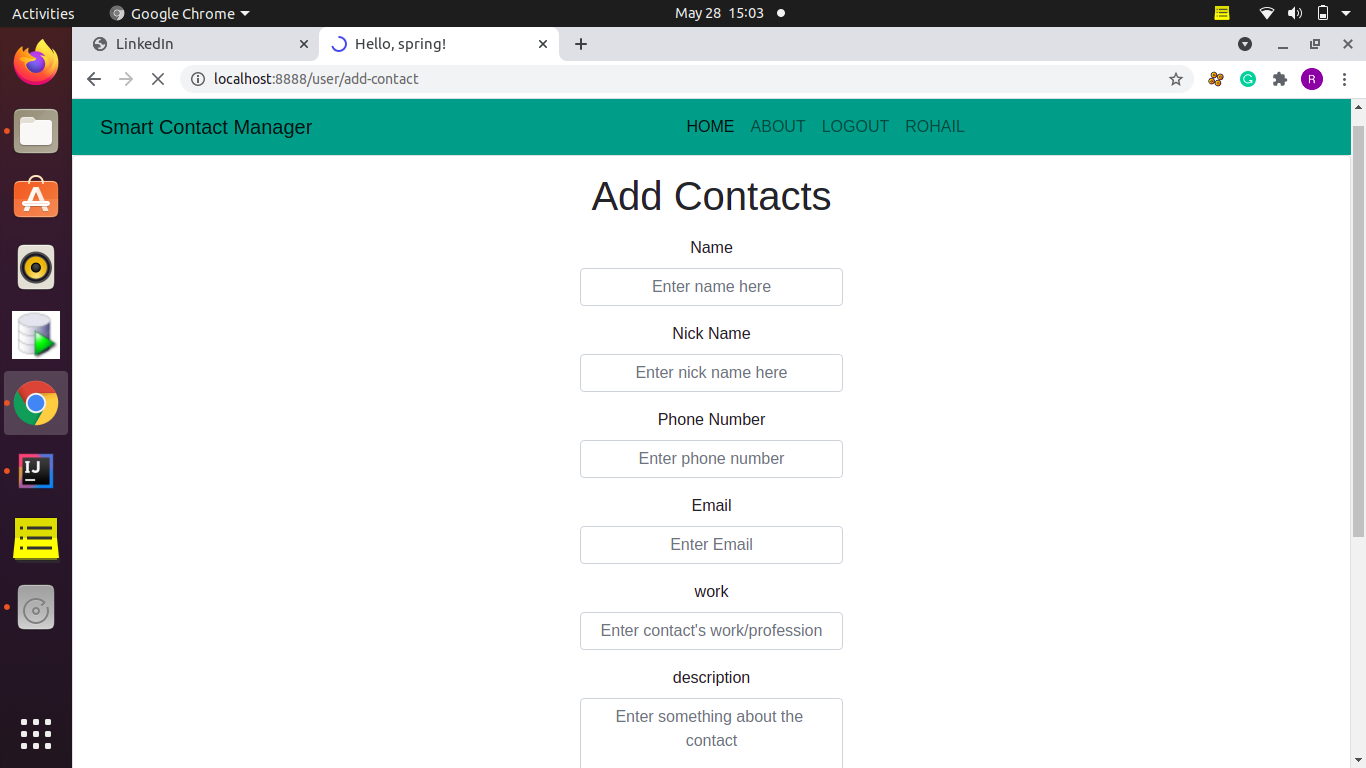 Activities Google Chrome May 28 15:03
LinkedIn Hello, spring!
localhost:8888/user/add-contact R
Smart Contact Manager HOME ABOUT LOGOUT ROHAIL
Add Contacts
Name
Enter name here
Nick Name
Enter nick name here
Phone Number
Enter phone number
Email
Enter Email
work
Enter contact's work/profession
description
Enter something about the
contact
IJ